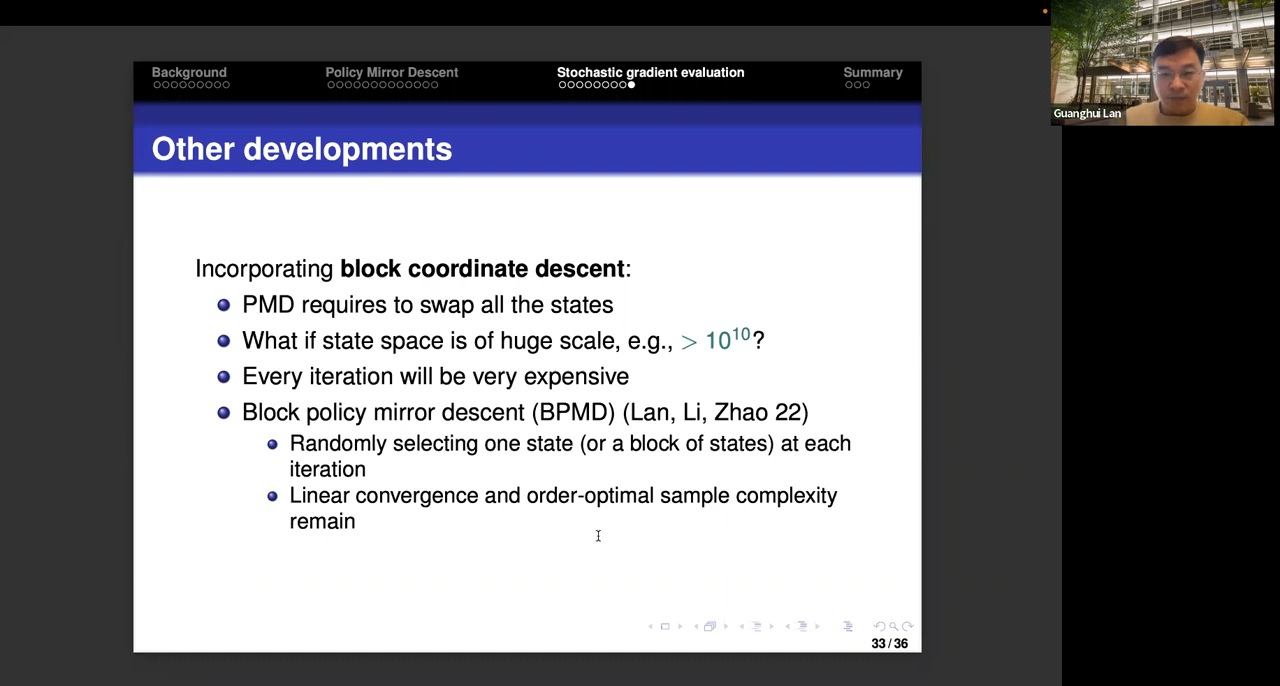 Background
Policy Mirror Descent
Stochastic gradient evaluation
Summary
Guanghui Lan
Other developments
Incorporating block coordinate descent:
PMD requires to swap all the states
What if state space is of huge scale, e.g., > 10^10?
Every iteration will be very expensive
Block policy mirror descent (BPMD) (Lan, Li, Zhao 22)
Randomly selecting one state (or a block of states) at each
iteration
Linear convergence and order-optimal sample complexity
remain
33 / 36